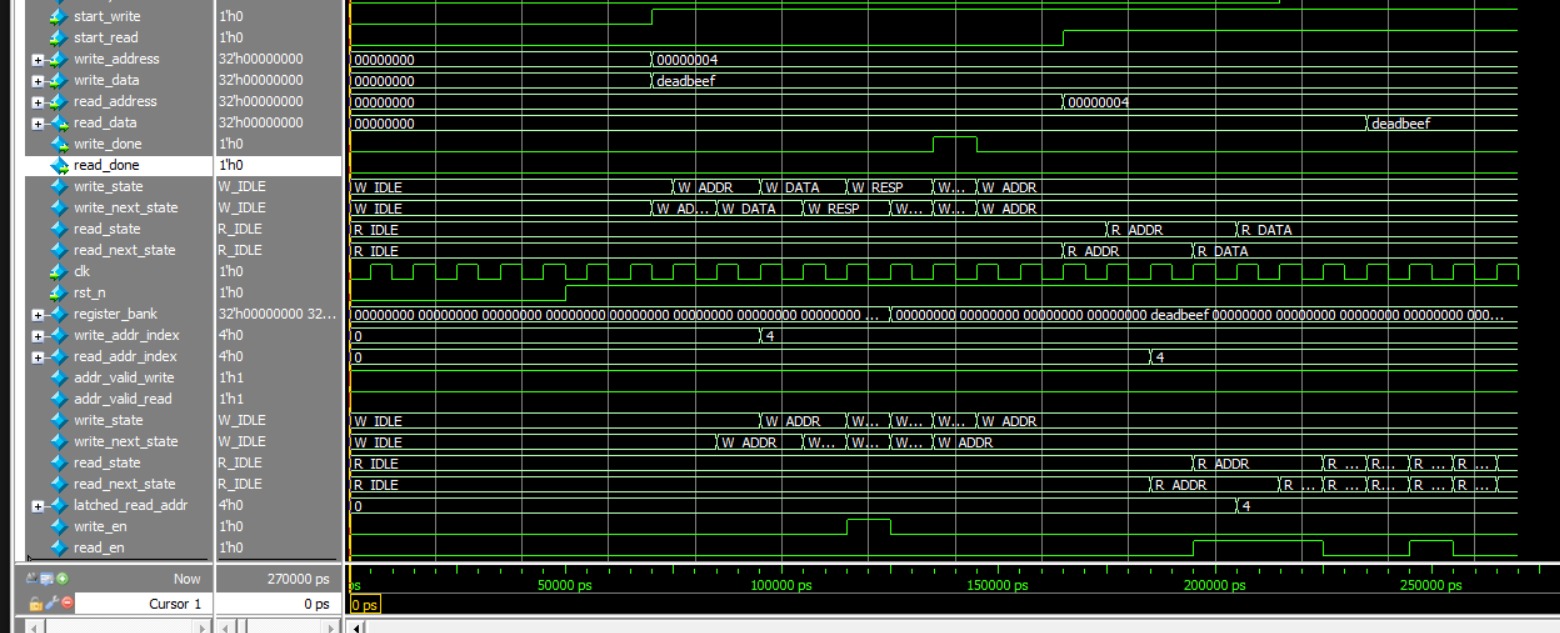 start_write 1'h0
start_read 1'h0
write_address 32'h00000000 00000000 00000004
write_data 32'h00000000 00000000 deadbeef
read_address 32'h00000000 00000000 00000004
read_data 32'h00000000 00000000 deadbeef
write_done 1'h0
read_done 1'h0
write_state W_IDLE W_IDLE W_ADDR W_DATA W_RESP W... W_ADDR
write_next_state W_IDLE W_IDLE W_AD... W_DATA W_RESP W... W... W_ADDR
read_state R_IDLE R_IDLE R_ADDR R_DATA
read_next_state R_IDLE R_IDLE R_ADDR R_DATA
clk 1'h0
rst_n 1'h0
register_bank 32'h00000000 32... 00000000 00000000 00000000 00000000 00000000 00000000 00000000 00000000 ... 00000000 00000000 00000000 00000000 deadbeef 00000000 00000000 00000000 00000000 000...
write_addr_index 4'h0 0 4
read_addr_index 4'h0 0 4
addr_valid_write 1'h1
addr_valid_read 1'h1
write_state W_IDLE W_IDLE W_ADDR W... W... W... W_ADDR
write_next_state W_IDLE W_IDLE W_ADDR W... W... W... W_ADDR
read_state R_IDLE R_IDLE R_ADDR R_... R... R_... R_...
read_next_state R_IDLE R_IDLE R_ADDR R_... R_... R... R_... R_...
latched_read_addr 4'h0 0 4
write_en 1'h0
read_en 1'h0
Now 270000 ps ps 50000 ps 100000 ps 150000 ps 200000 ps 250000 ps
Cursor 1 0 ps 0 ps